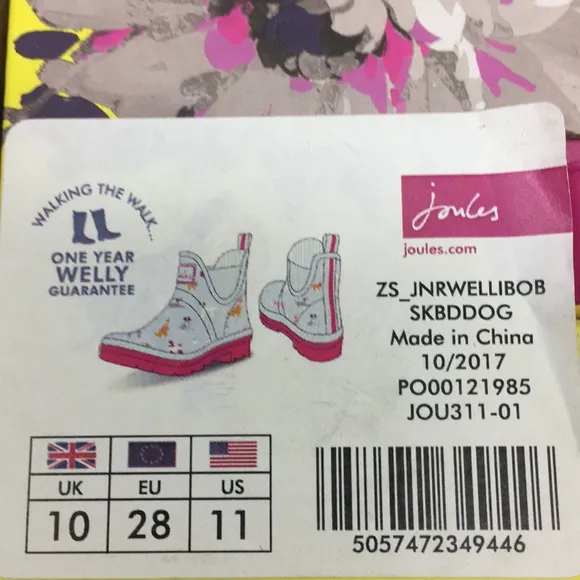 WALKING THE WALK...
ONE YEAR
WELLY
GUARANTEE
joules
joules.com
ZS_JNRWELLIBOB
SKBDDOG
Made in China
10/2017
PO00121985
JOU311-01
UK EU US
10 28 11
5057472349446